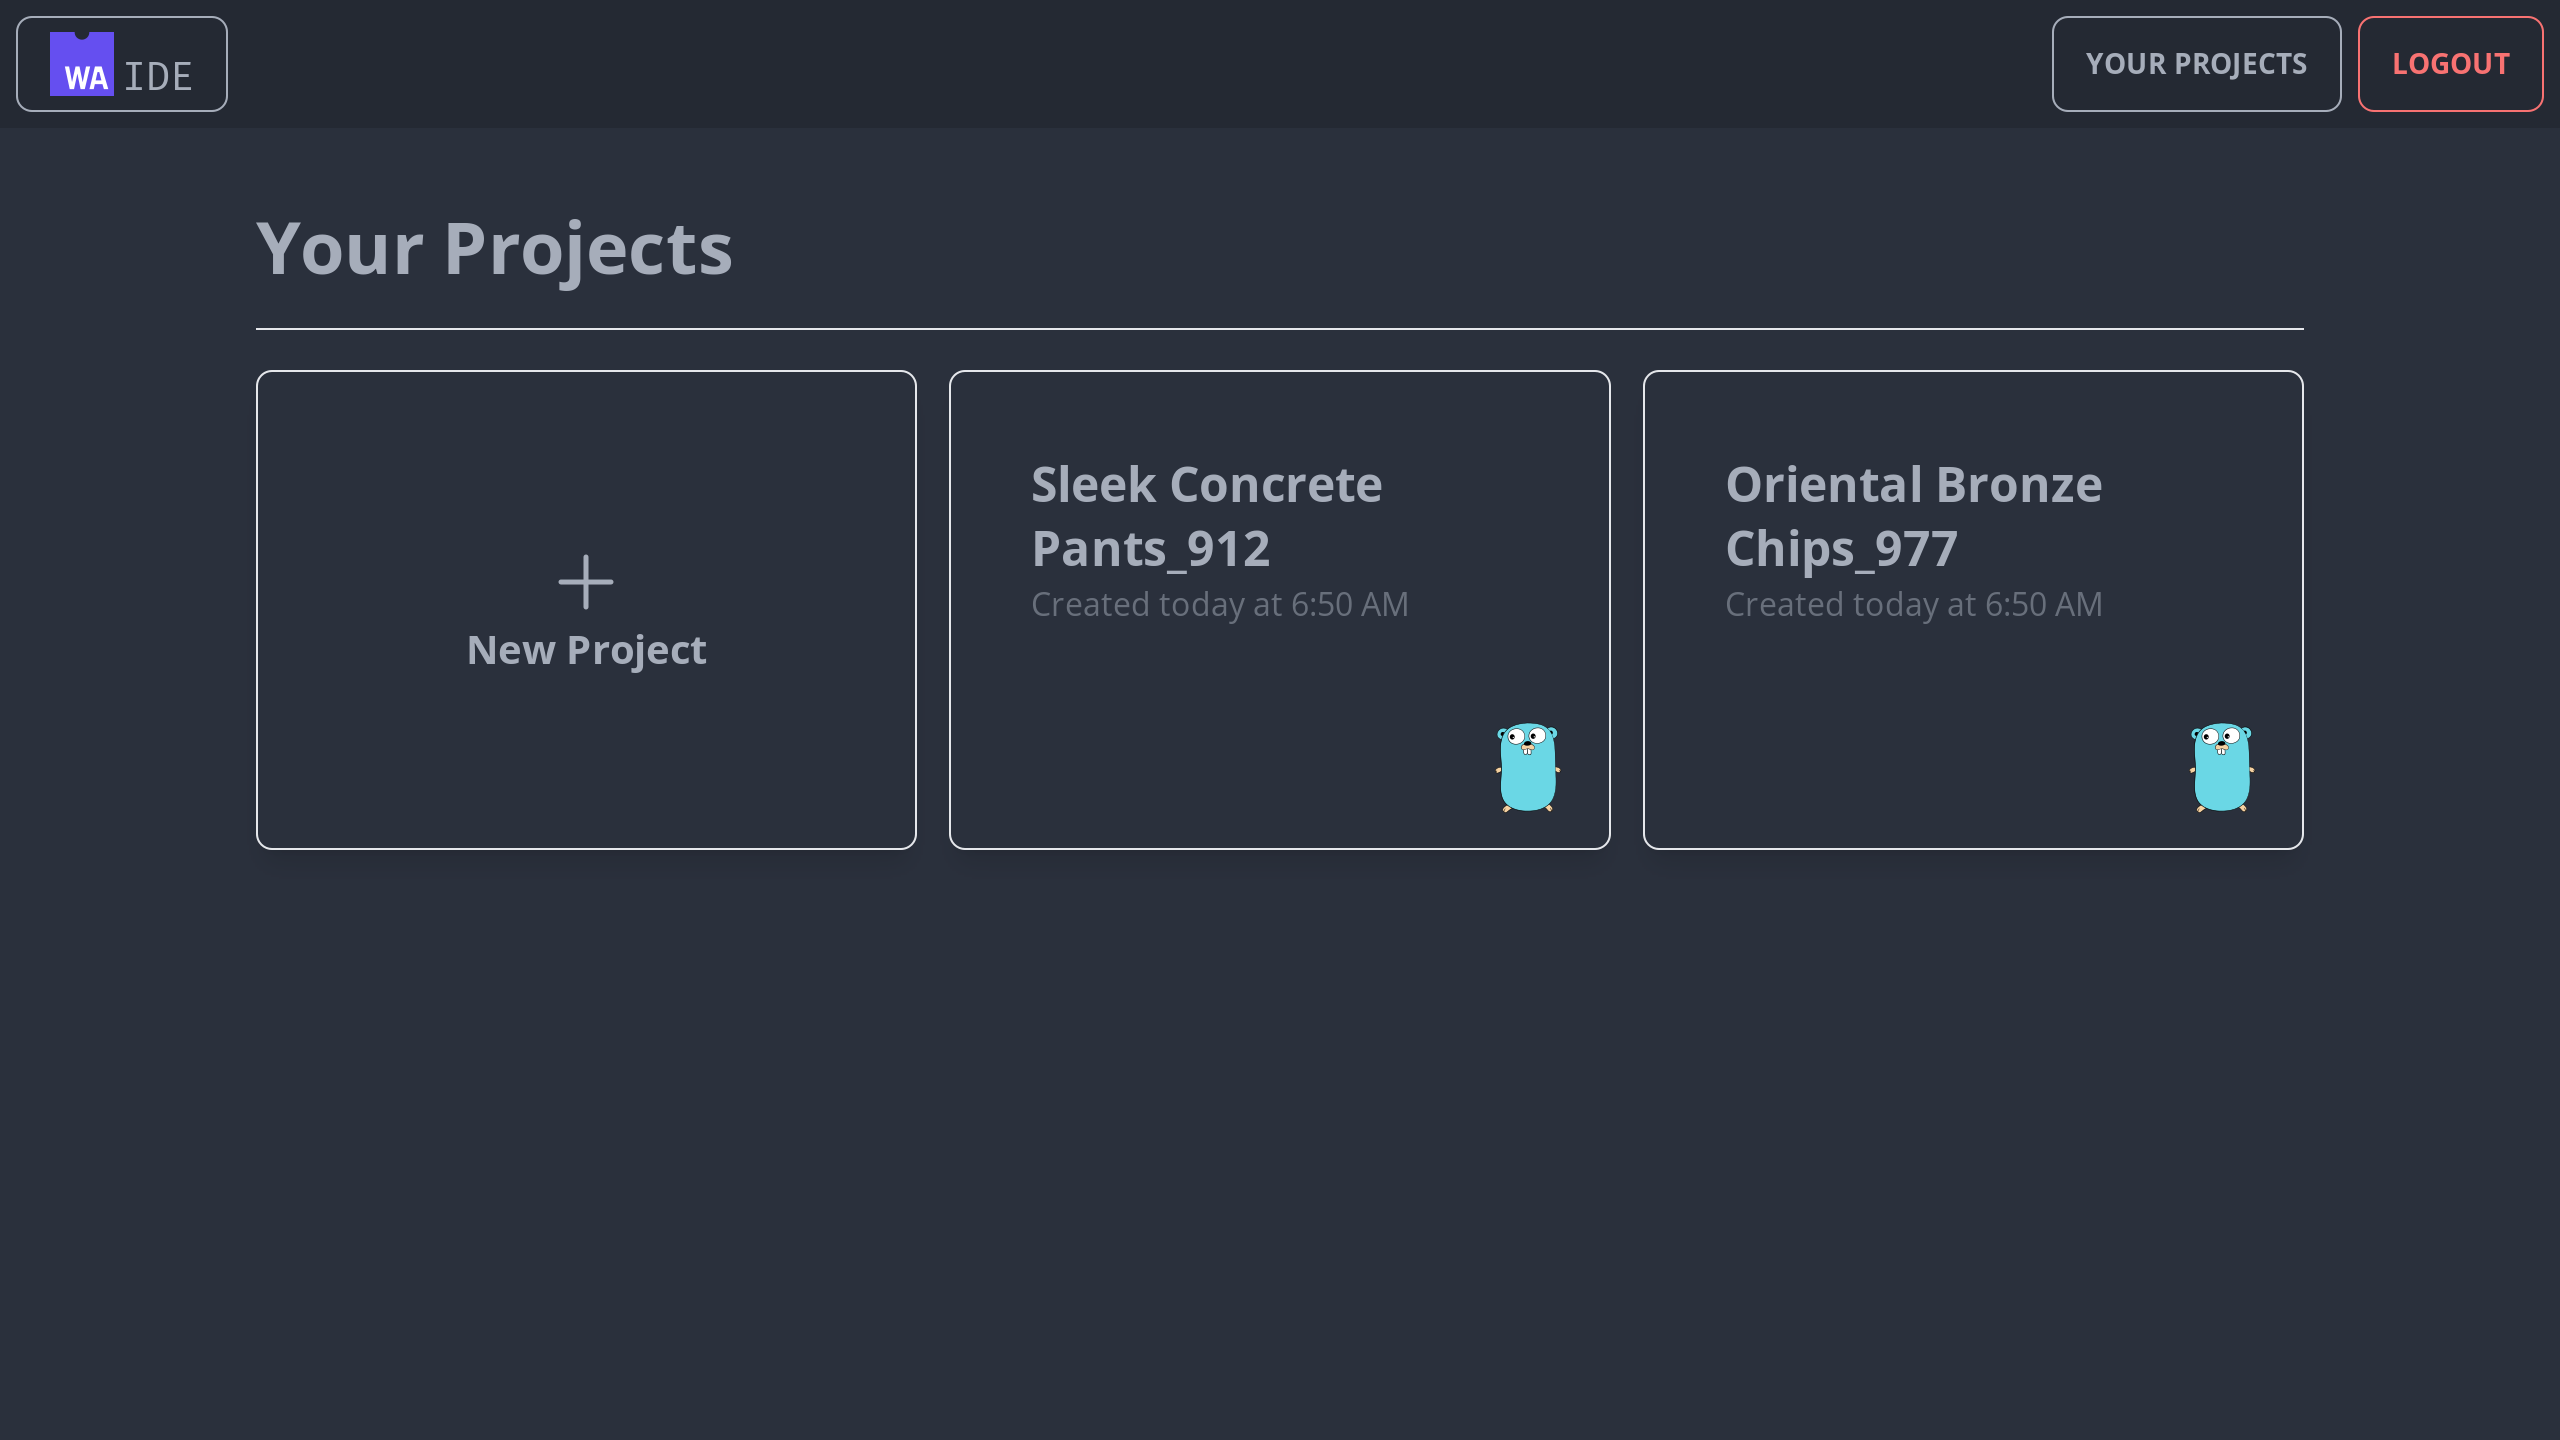 WA IDE
YOUR PROJECTS
LOGOUT
Your Projects
New Project
Sleek Concrete
Pants_912
Created today at 6:50 AM
Oriental Bronze
Chips_977
Created today at 6:50 AM